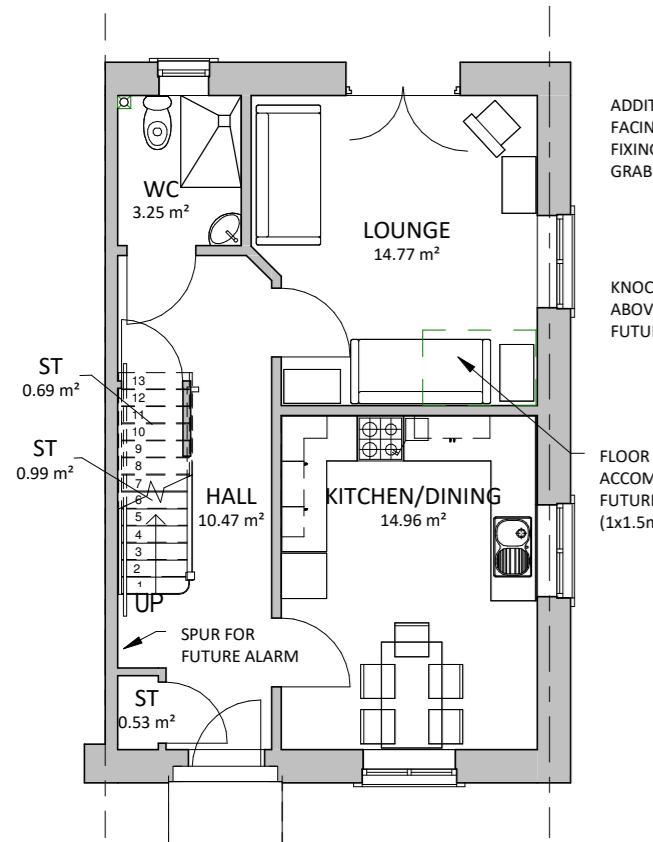 ADDIT
FACIN
FIXING
GRAB
WC
3.25 m²
LOUNGE
14.77 m²
KNOC
ABOV
FUTU
ST
0.69 m²
13
12
11
10
9
8
7
6
5
4
3
2
1
ST
0.99 m²
HALL
10.47 m²
KITCHEN/DINING
14.96 m²
FLOOR
ACCOM
FUTURE
(1x1.5m
UP
SPUR FOR
FUTURE ALARM
ST
0.53 m²